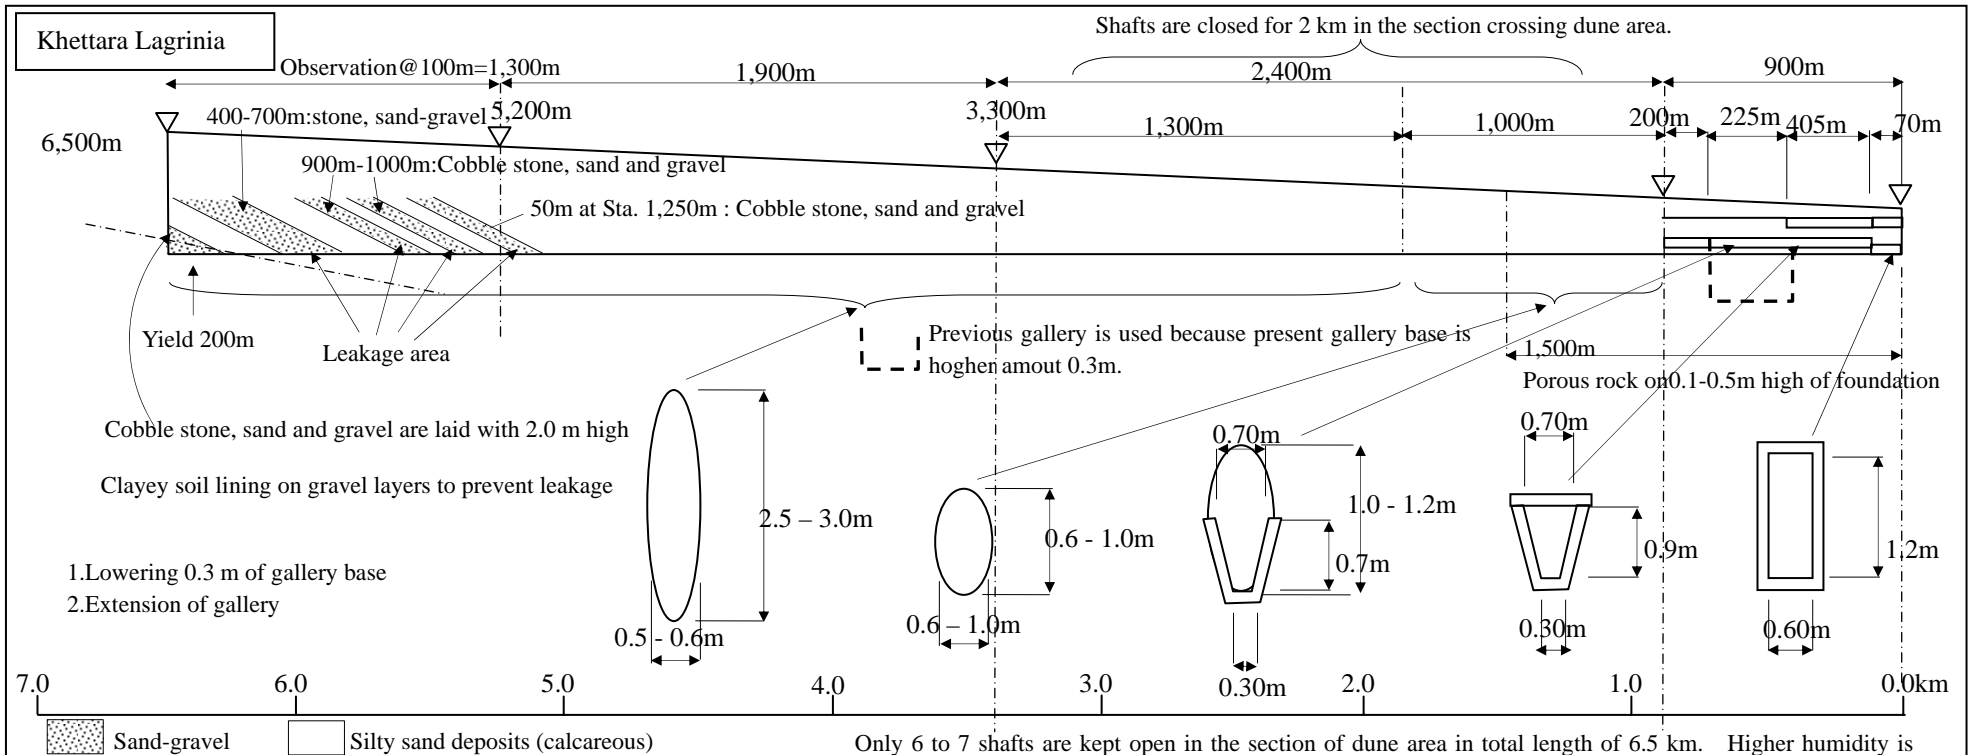 Khettara Lagrinia
Shafts are closed for 2 km in the section crossing dune area.
Observation@100m=1,300m
1,900m
2,400m
900m
6,500m
400-700m:stone, sand-gravel
5,200m
3,300m
1,300m
1,000m
200m
225m
405m
70m
900m-1000m:Cobble stone, sand and gravel
50m at Sta. 1,250m : Cobble stone, sand and gravel
Yield 200m
Leakage area
Previous gallery is used because present gallery base is
hogher amout 0.3m.
1,500m
Porous rock on0.1-0.5m high of foundation
Cobble stone, sand and gravel are laid with 2.0 m high
Clayey soil lining on gravel layers to prevent leakage
1.Lowering 0.3 m of gallery base
2.Extension of gallery
2.5 – 3.0m
0.5 - 0.6m
0.6 - 1.0m
0.6 – 1.0m
0.70m
1.0 - 1.2m
0.7m
0.30m
0.70m
0.9m
0.30m
1.2m
0.60m
7.0
6.0
5.0
4.0
3.0
2.0
1.0
0.0km
Sand-gravel
Silty sand deposits (calcareous)
Only 6 to 7 shafts are kept open in the section of dune area in total length of 6.5 km. Higher humidity is